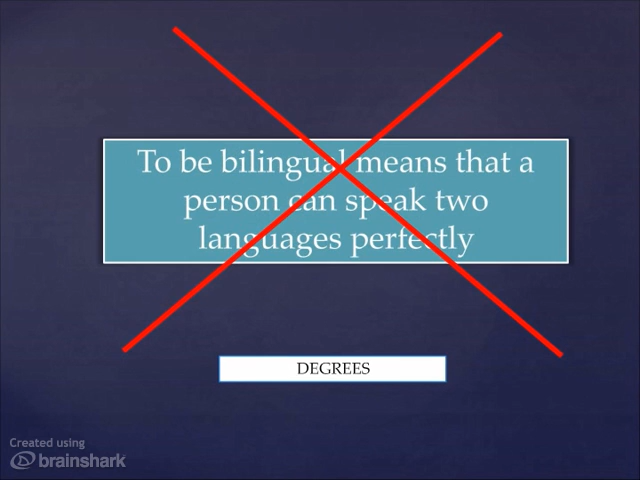 To be bilingual means that a
person can speak two
languages perfectly
DEGREES
Created using
brainshark